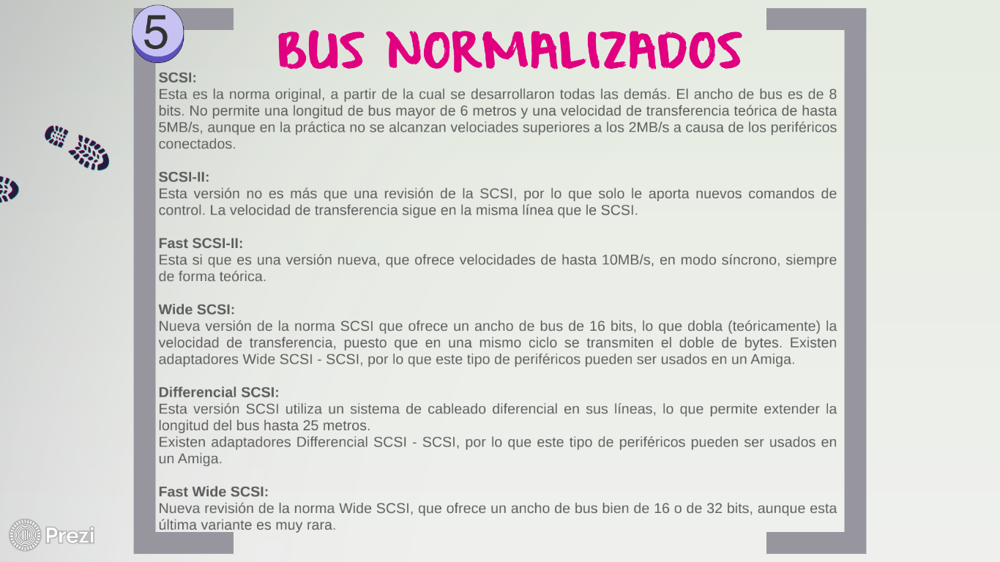 5
BUS NORMALIZADOS
SCSI:
Esta es la norma original, a partir de la cual se desarrollaron todas las demás. El ancho de bus es de 8
bits. No permite una longitud de bus mayor de 6 metros y una velocidad de transferencia teórica de hasta
5MB/s, aunque en la práctica no se alcanzan velociades superiores a los 2MB/s a causa de los periféricos
conectados.
SCSI-II:
Esta versión no es más que una revisión de la SCSI, por lo que solo le aporta nuevos comandos de
control. La velocidad de transferencia sigue en la misma línea que le SCSI.
Fast SCSI-II:
Esta si que es una versión nueva, que ofrece velocidades de hasta 10MB/s, en modo síncrono, siempre
de forma teórica.
Wide SCSI:
Nueva versión de la norma SCSI que ofrece un ancho de bus de 16 bits, lo que dobla (teóricamente) la
velocidad de transferencia, puesto que en una mismo ciclo se transmiten el doble de bytes. Existen
adaptadores Wide SCSI - SCSI, por lo que este tipo de periféricos pueden ser usados en un Amiga.
Differencial SCSI:
Esta versión SCSI utiliza un sistema de cableado diferencial en sus líneas, lo que permite extender la
longitud del bus hasta 25 metros.
Existen adaptadores Differencial SCSI - SCSI, por lo que este tipo de periféricos pueden ser usados en
un Amiga.
Fast Wide SCSI:
Nueva revisión de la norma Wide SCSI, que ofrece un ancho de bus bien de 16 o de 32 bits, aunque esta
última variante es muy rara.
Prezi